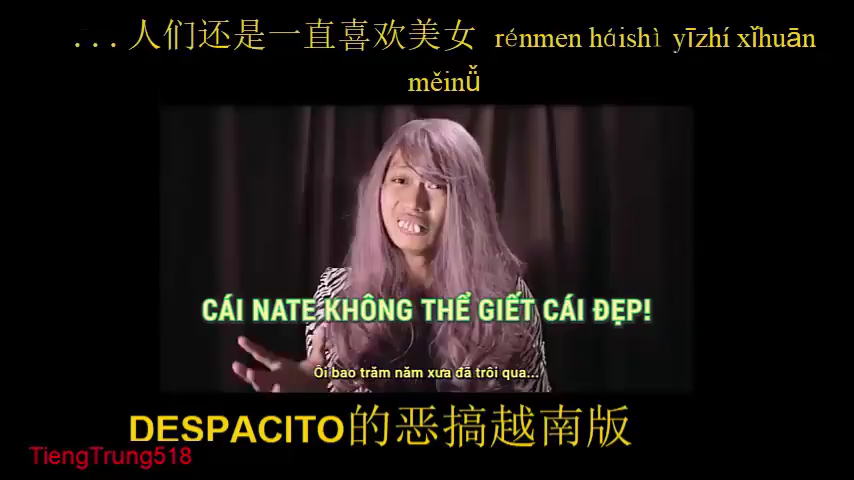 ...人们还是一直喜欢美女 rénmen háishì yīzhí xǐhuān
měinǚ
CÁI NATE KHÔNG THỂ GIẾT CÁI ĐẸP!
Ôi bao trăm năm xưa đã trôi qua...
DESPACITO的恶搞越南版
TiengTrung518